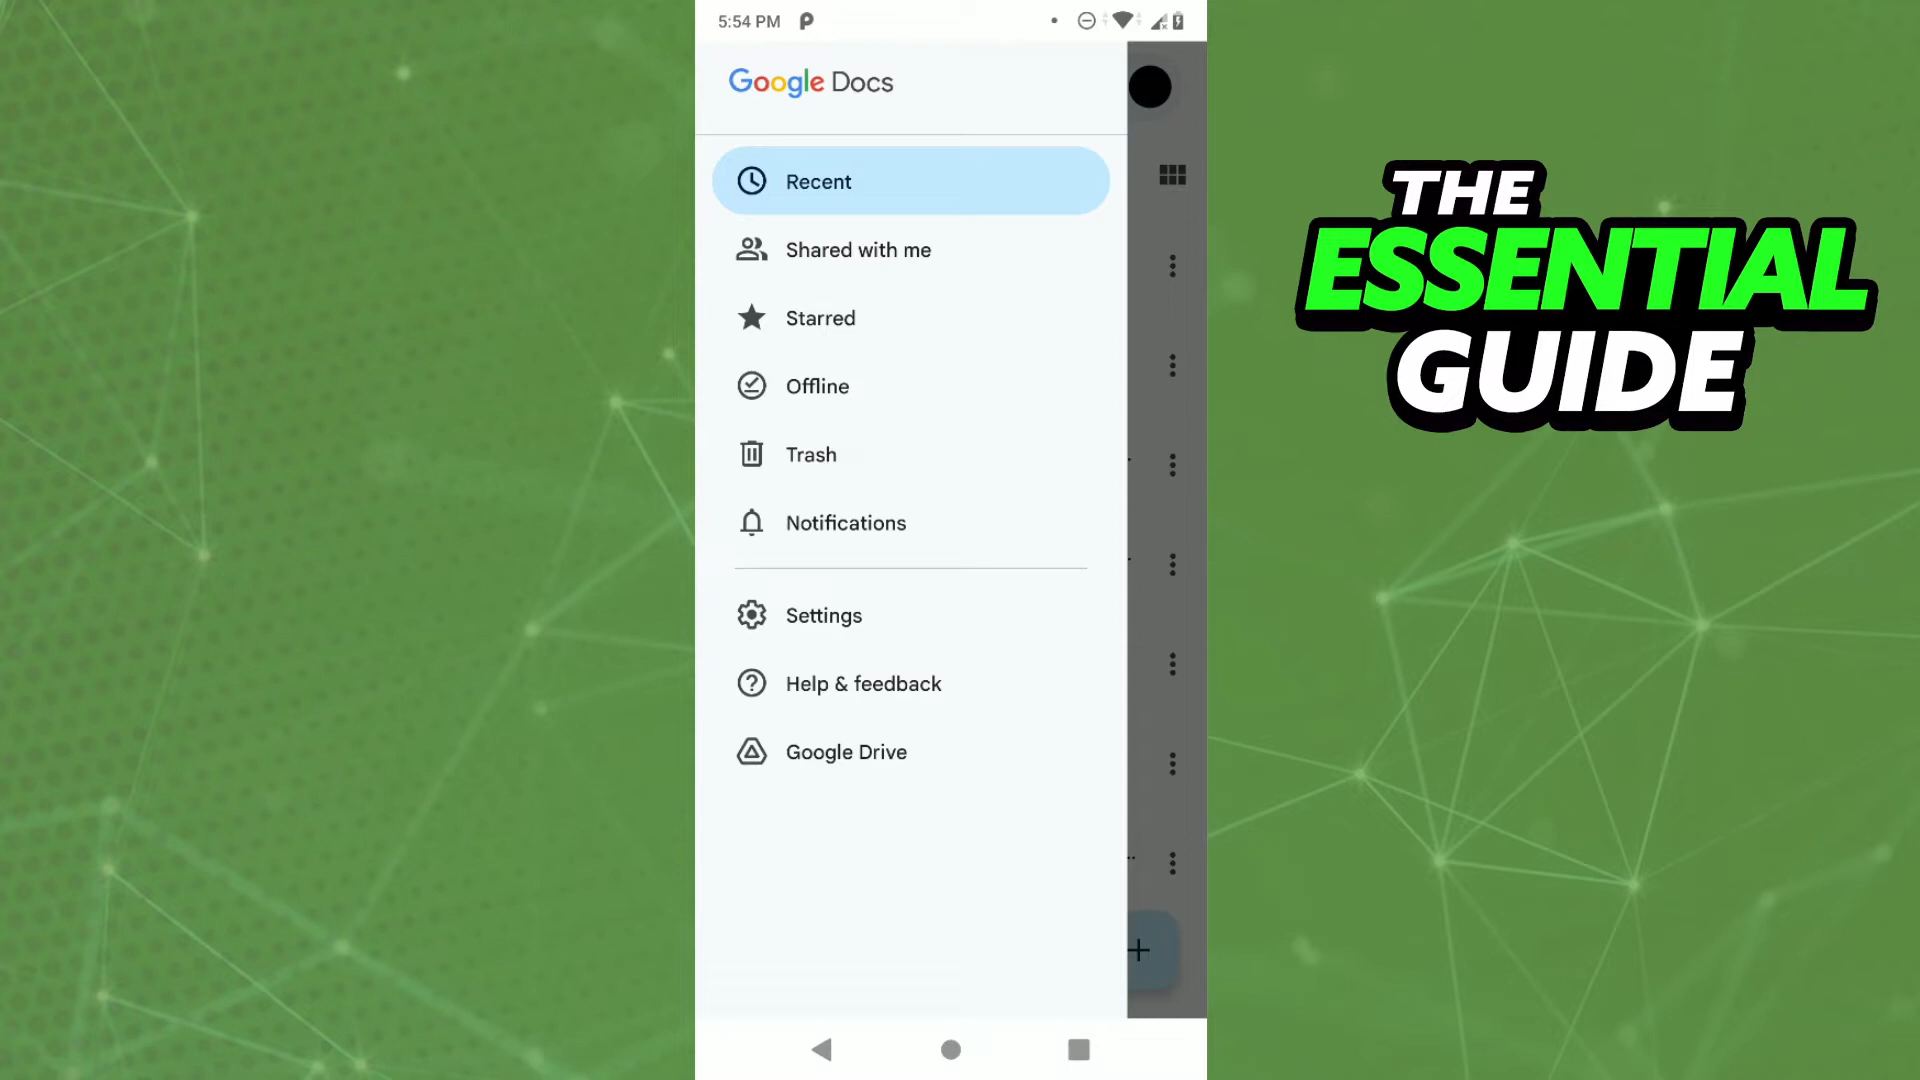 5:54 PM
Google Docs
Recent
Shared with me
Starred
Offline
Trash
Notifications
Settings
Help & feedback
Google Drive
THE
ESSENTIAL
GUIDE